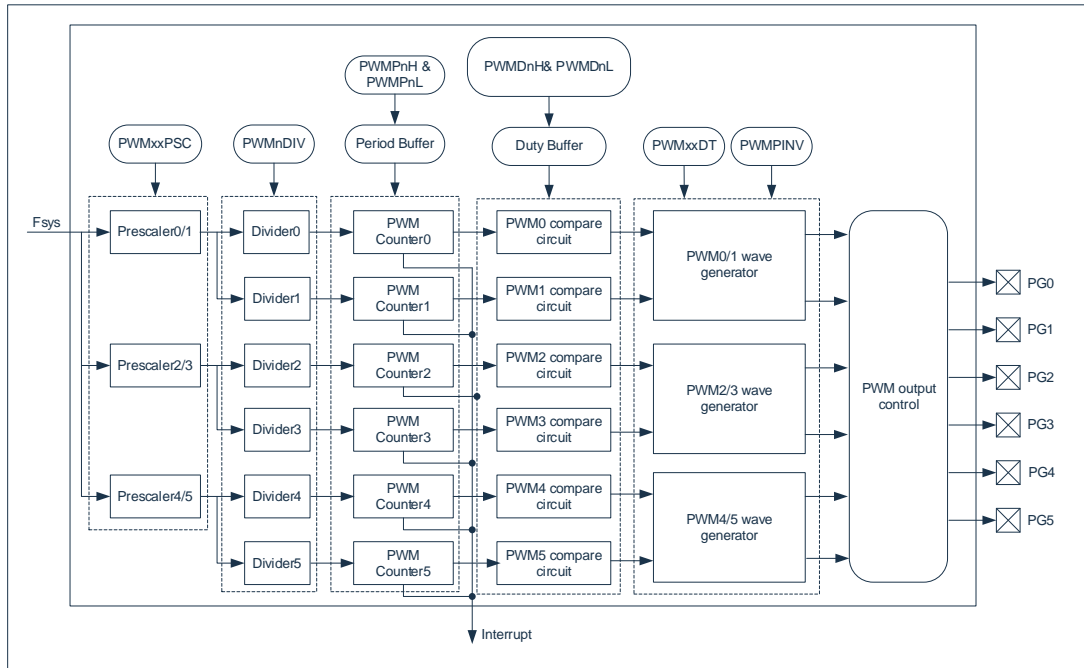 PWMPnH &
PWMPnL
PWMDnH& PWMDnL
PWMxxPSC
PWMnDIV
Period Buffer
Duty Buffer
PWMxxDT
PWMPINV
Fsys
Prescaler0/1
Divider0
PWM
Counter0
PWM0 compare
circuit
PWM0/1 wave
generator
Divider1
PWM
Counter1
PWM1 compare
circuit
Prescaler2/3
Divider2
PWM
Counter2
PWM2 compare
circuit
PWM2/3 wave
generator
Divider3
PWM
Counter3
PWM3 compare
circuit
Prescaler4/5
Divider4
PWM
Counter4
PWM4 compare
circuit
PWM4/5 wave
generator
Divider5
PWM
Counter5
PWM5 compare
circuit
PWM output
control
PG0
PG1
PG2
PG3
PG4
PG5
Interrupt